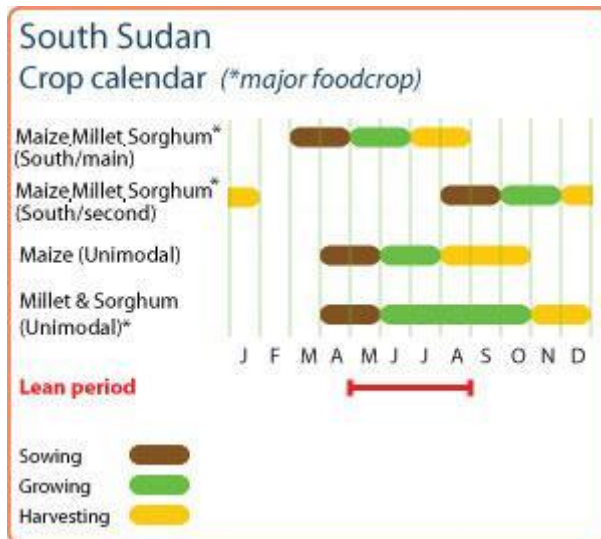 South Sudan
Crop calendar (*major foodcrop)
Maize,Millet,Sorghum*
(South/main)
Maize,Millet,Sorghum*
(South/second)
Maize (Unimodal)
Millet & Sorghum
(Unimodal)*
J F M A M J J A S O N D
Lean period
Sowing
Growing
Harvesting